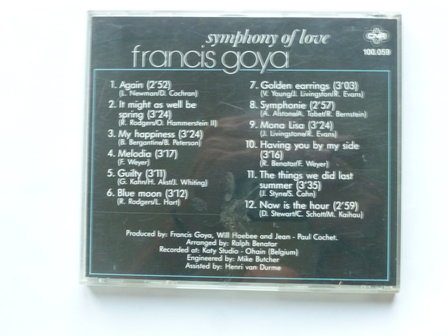 symphony of love
francis goya
CNR
100.059
1. Again (2'52)
(L. Newman/D. Cochran)
2. It might as well be
spring (3'24)
(R. Rodgers/O. Hammerstein II)
3. My happiness (3'24)
(B. Bergantine/B. Peterson)
4. Melodia (3'17)
(F. Weyer)
5. Guilty (3'11)
(G. Kahn/H. Akst/J. Whiting)
6. Blue moon (3'12)
(R. Rodgers/L. Hart)
7. Golden earrings (3'03)
(V. Young/J. Livingstone/R. Evans)
8. Symphonie (2'57)
(A. Alstone/A. Tabet/R. Bernstein)
9. Mona Lisa (3'24)
(J. Livingstone/R. Evans)
10. Having you by my side
(3'16)
(R. Benatar/F. Weyer)
11. The things we did last
summer (3'35)
(J. Styne/S. Cahn)
12. Now is the hour (2'59)
(D. Stewart/C. Schott/M. Kaihau)
Produced by: Francis Goya, Will Hoebee and Jean - Paul Cochet.
Arranged by: Ralph Benatar
Recorded at: Katy Studio - Ohain (Belgium)
Engineered by: Mike Butcher
Assisted by: Henri van Durme